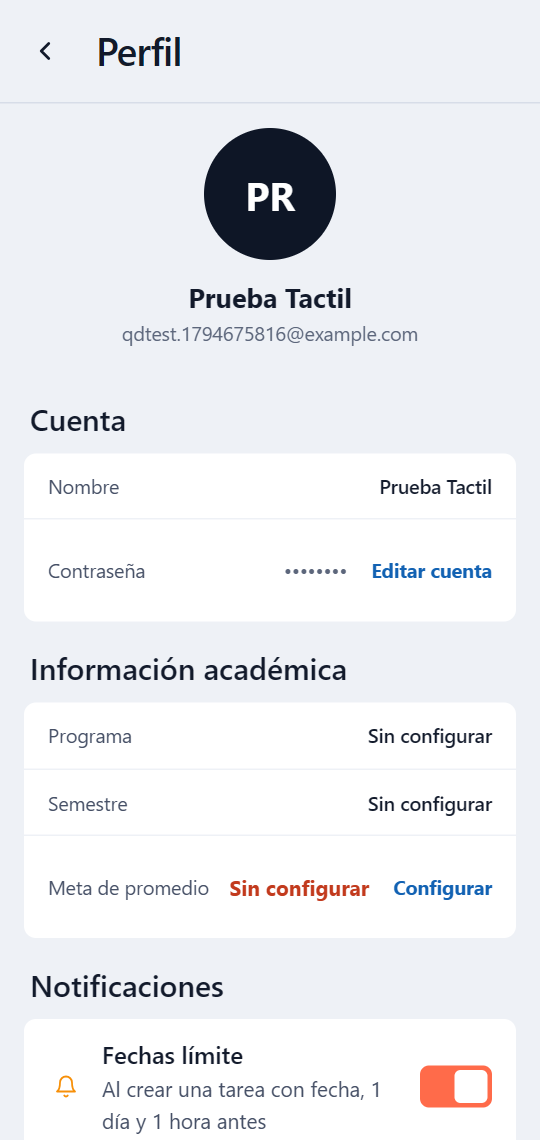 Perfil
PR
Prueba Tactil
qdtest.1794675816@example.com
Cuenta
Nombre Prueba Tactil
Contraseña •••••••• Editar cuenta
Información académica
Programa Sin configurar
Semestre Sin configurar
Meta de promedio Sin configurar Configurar
Notificaciones
Fechas límite
Al crear una tarea con fecha, 1
día y 1 hora antes